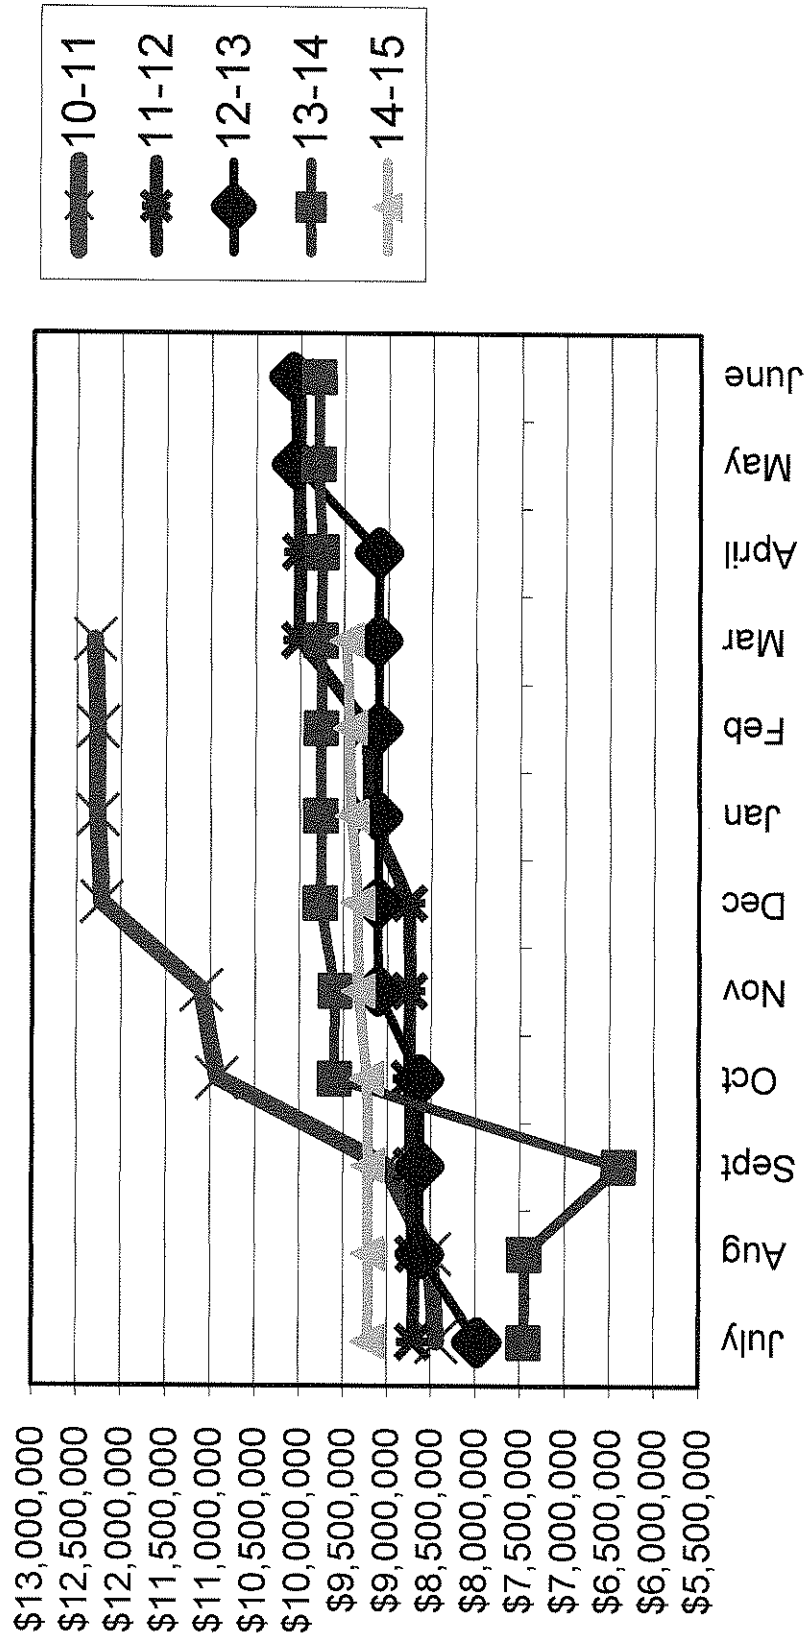 $13,000,000
$12,500,000
$12,000,000
$11,500,000
$11,000,000
$10,500,000
$10,000,000
$9,500,000
$9,000,000
$8,500,000
$8,000,000
$7,500,000
$7,000,000
$6,500,000
$6,000,000
$5,500,000
July
Aug
Sept
Oct
Nov
Dec
Jan
Feb
Mar
April
May
June
10-11
11-12
12-13
13-14
14-15